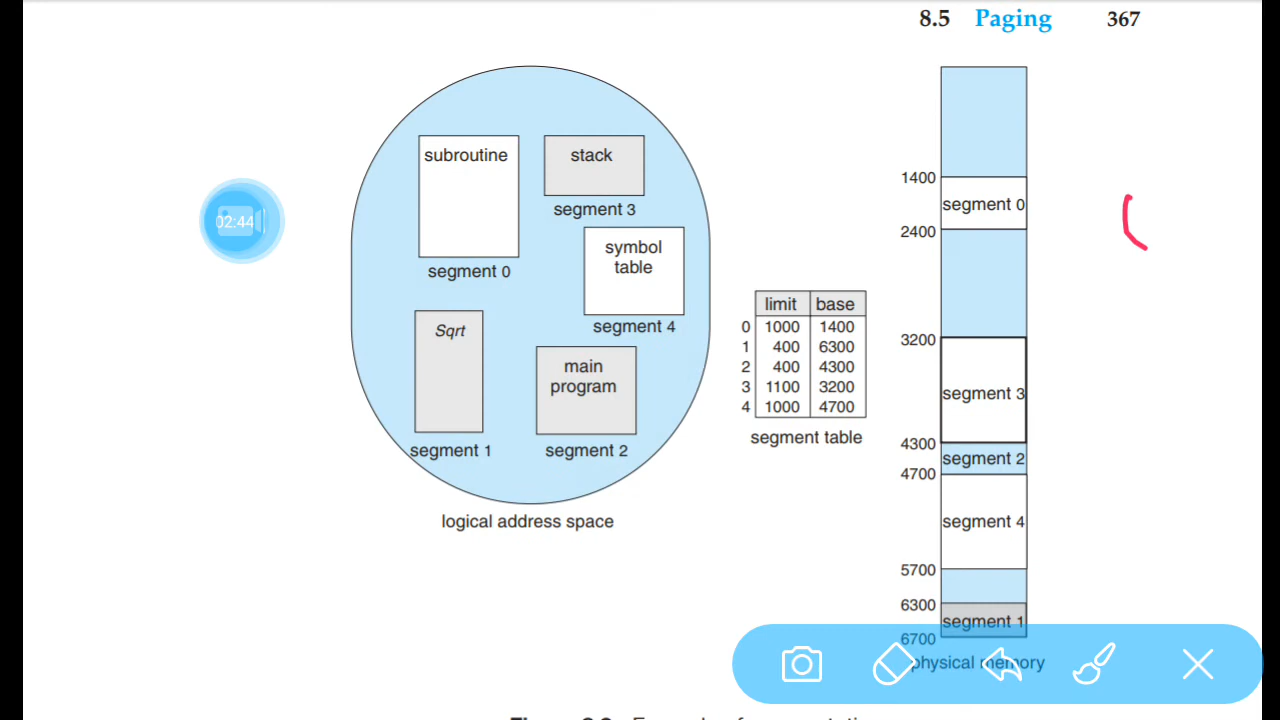 8.5 Paging 367
subroutine
segment 0
stack
segment 3
symbol
table
segment 4
Sqrt
segment 1
main
program
segment 2
logical address space
limit base
0 1000 1400
1 400 6300
2 400 4300
3 1100 3200
4 1000 4700
segment table
1400
segment 0
2400
3200
segment 3
4300
segment 2
4700
segment 4
5700
6300
segment 1
6700
physical memory
02:44